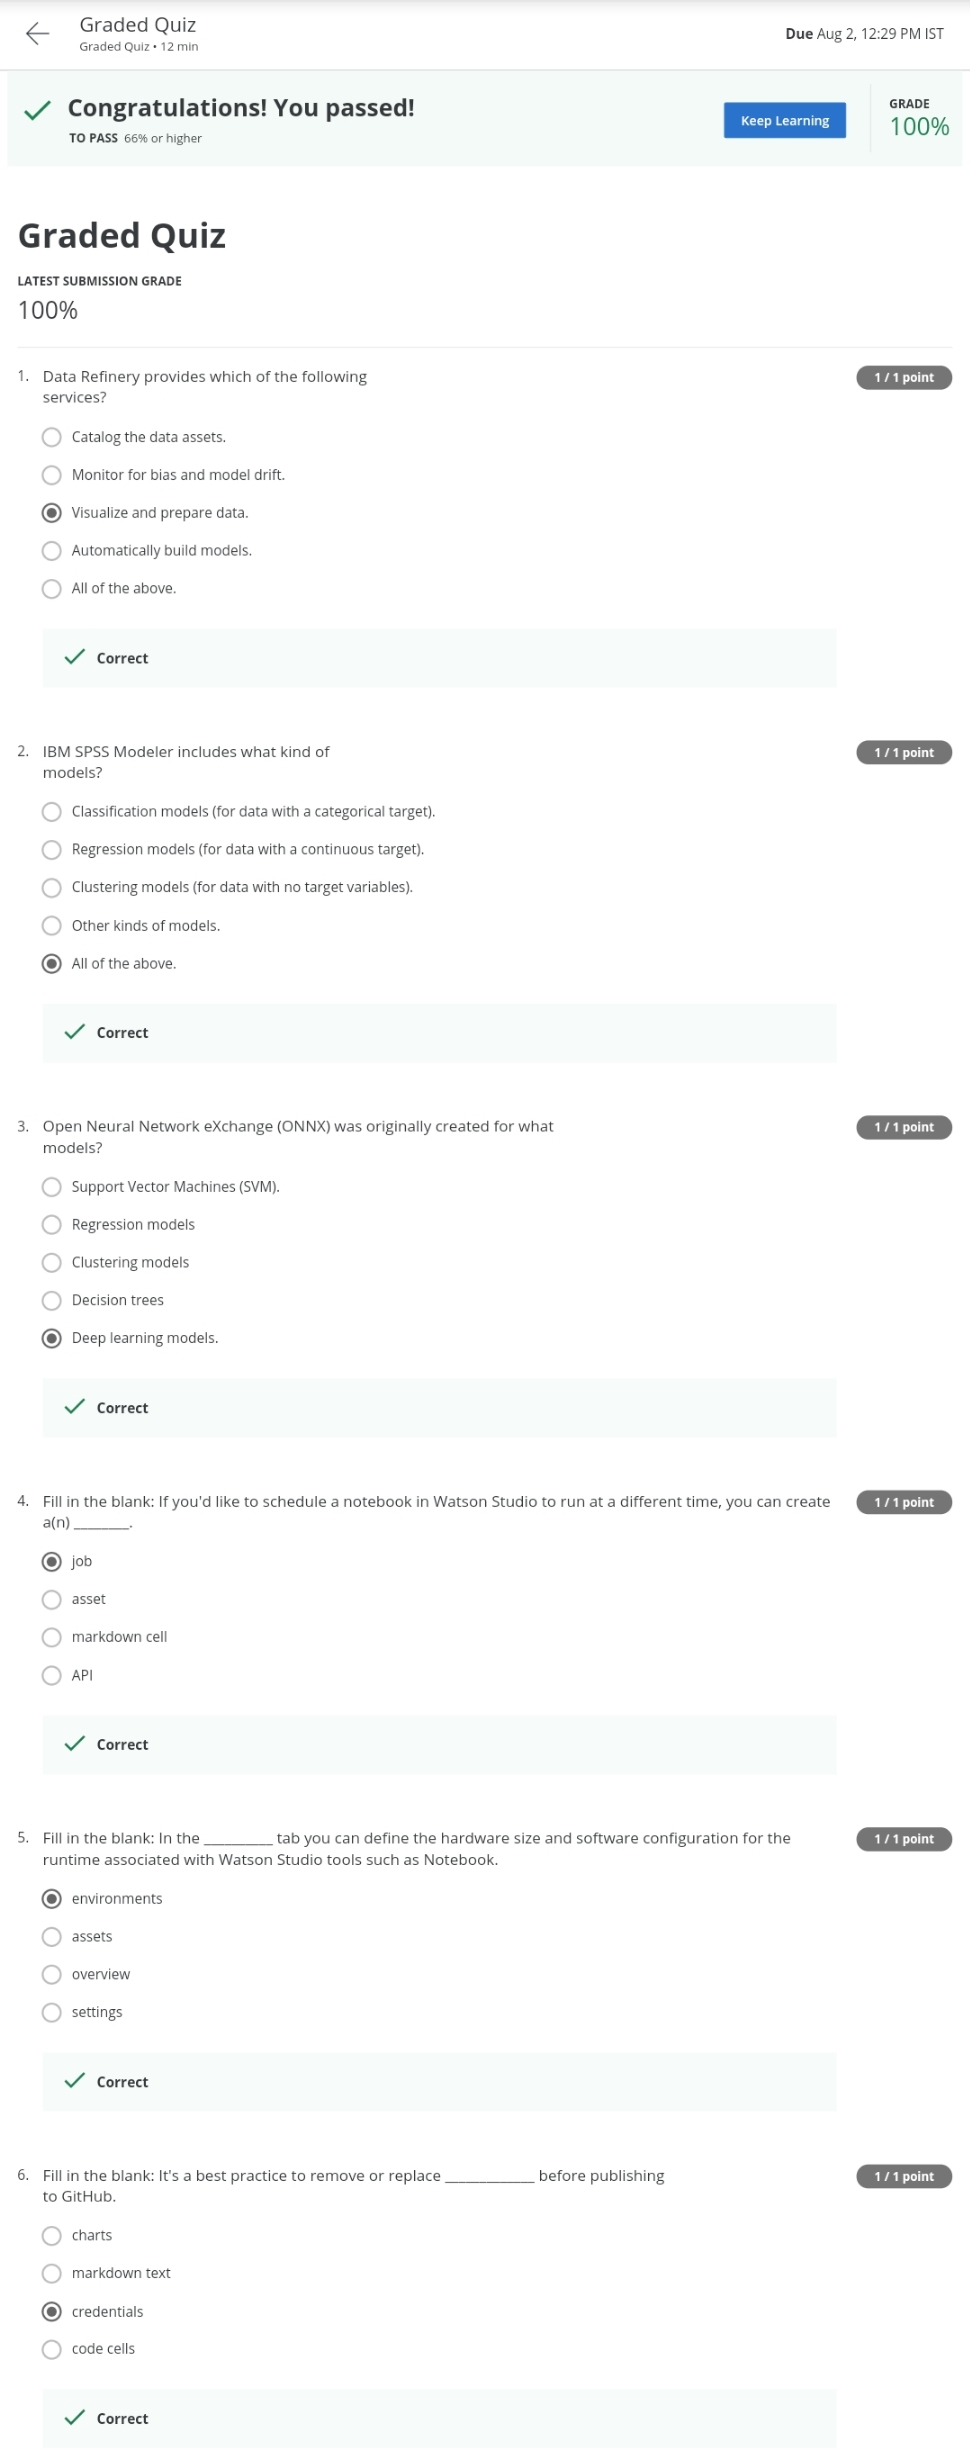 Graded Quiz
Graded Quiz • 12 min
Due Aug 2, 12:29 PM IST
Congratulations! You passed!
TO PASS 66% or higher
Keep Learning
GRADE
100%
Graded Quiz
LATEST SUBMISSION GRADE
100%
1. Data Refinery provides which of the following
services?
1 / 1 point
Catalog the data assets.
Monitor for bias and model drift.
Visualize and prepare data.
Automatically build models.
All of the above.
Correct
2. IBM SPSS Modeler includes what kind of
models?
1 / 1 point
Classification models (for data with a categorical target).
Regression models (for data with a continuous target).
Clustering models (for data with no target variables).
Other kinds of models.
All of the above.
Correct
3. Open Neural Network eXchange (ONNX) was originally created for what
models?
1 / 1 point
Support Vector Machines (SVM).
Regression models
Clustering models
Decision trees
Deep learning models.
Correct
4. Fill in the blank: If you'd like to schedule a notebook in Watson Studio to run at a different time, you can create
a(n) ________.
1 / 1 point
job
asset
markdown cell
API
Correct
5. Fill in the blank: In the __________ tab you can define the hardware size and software configuration for the
runtime associated with Watson Studio tools such as Notebook.
1 / 1 point
environments
assets
overview
settings
Correct
6. Fill in the blank: It's a best practice to remove or replace _____________ before publishing
to GitHub.
1 / 1 point
charts
markdown text
credentials
code cells
Correct